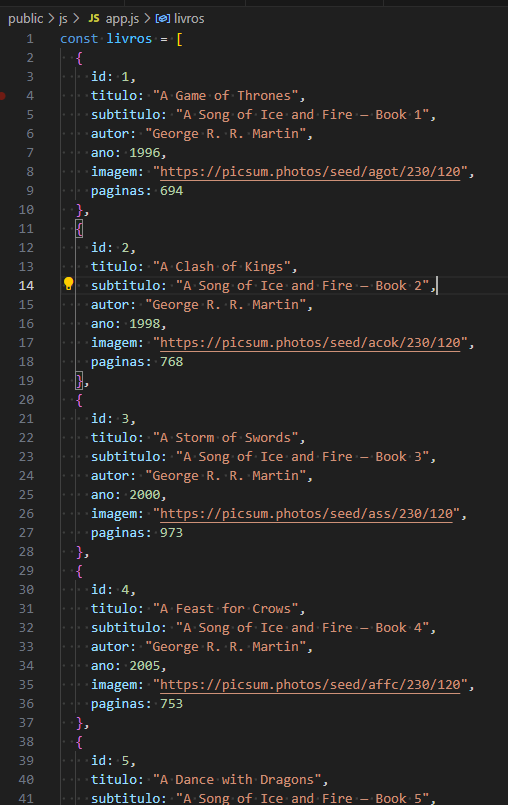 public > js > JS app.js > livros
1 const livros = [
2 {
3 id: 1,
4 titulo: "A Game of Thrones",
5 subtitulo: "A Song of Ice and Fire – Book 1",
6 autor: "George R. R. Martin",
7 ano: 1996,
8 imagem: "https://picsum.photos/seed/agot/230/120",
9 paginas: 694
10 },
11 {
12 id: 2,
13 titulo: "A Clash of Kings",
14 subtitulo: "A Song of Ice and Fire – Book 2",
15 autor: "George R. R. Martin",
16 ano: 1998,
17 imagem: "https://picsum.photos/seed/acok/230/120",
18 paginas: 768
19 },
20 {
21 id: 3,
22 titulo: "A Storm of Swords",
23 subtitulo: "A Song of Ice and Fire – Book 3",
24 autor: "George R. R. Martin",
25 ano: 2000,
26 imagem: "https://picsum.photos/seed/ass/230/120",
27 paginas: 973
28 },
29 {
30 id: 4,
31 titulo: "A Feast for Crows",
32 subtitulo: "A Song of Ice and Fire – Book 4",
33 autor: "George R. R. Martin",
34 ano: 2005,
35 imagem: "https://picsum.photos/seed/affc/230/120",
36 paginas: 753
37 },
38 {
39 id: 5,
40 titulo: "A Dance with Dragons",
41 subtitulo: "A Song of Ice and Fire – Book 5",